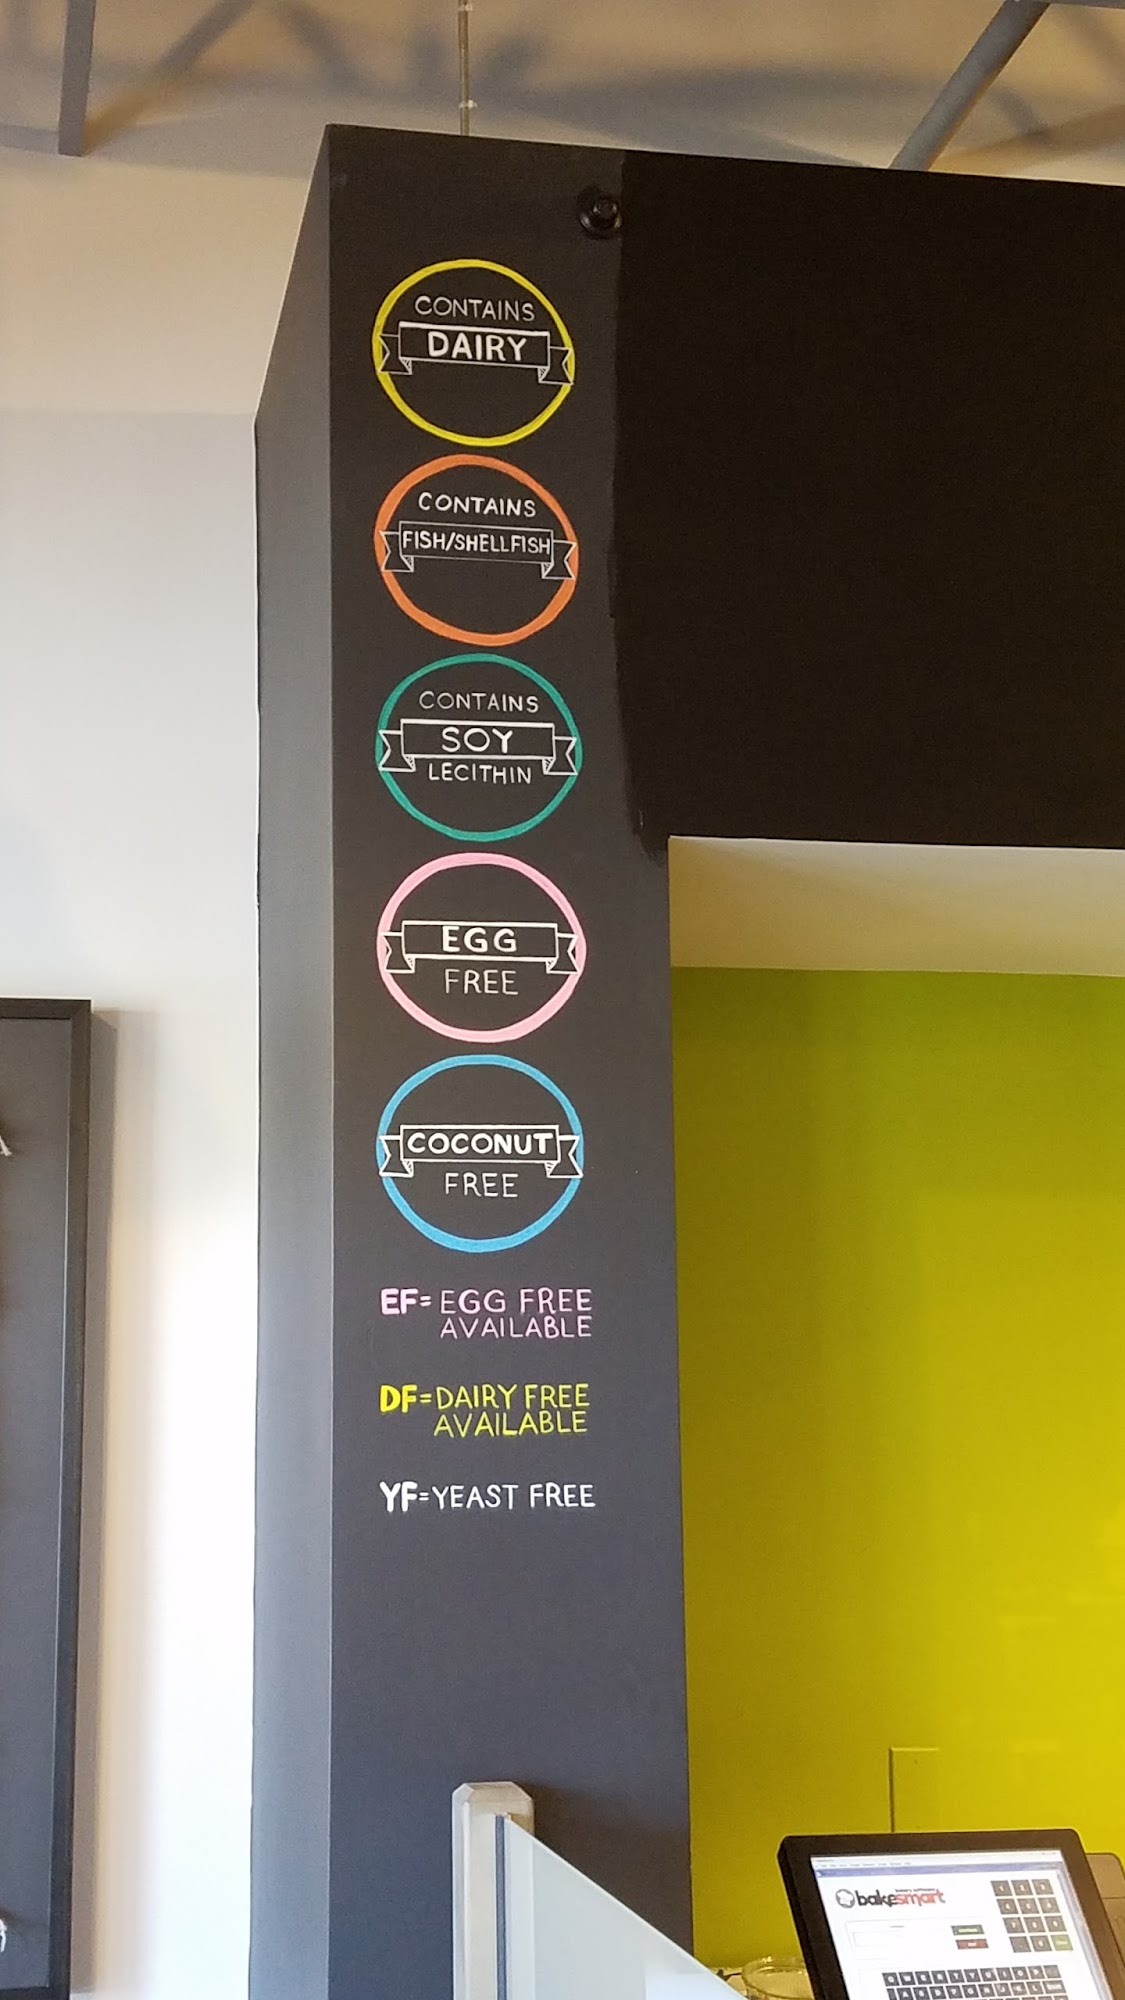 CONTAINS
DAIRY
CONTAINS
FISH/SHELLFISH
CONTAINS
SOY
LECITHIN
EGG
FREE
COCONUT
FREE
EF=EGG FREE
AVAILABLE
DF=DAIRY FREE
AVAILABLE
YF=YEAST FREE
bakesmart